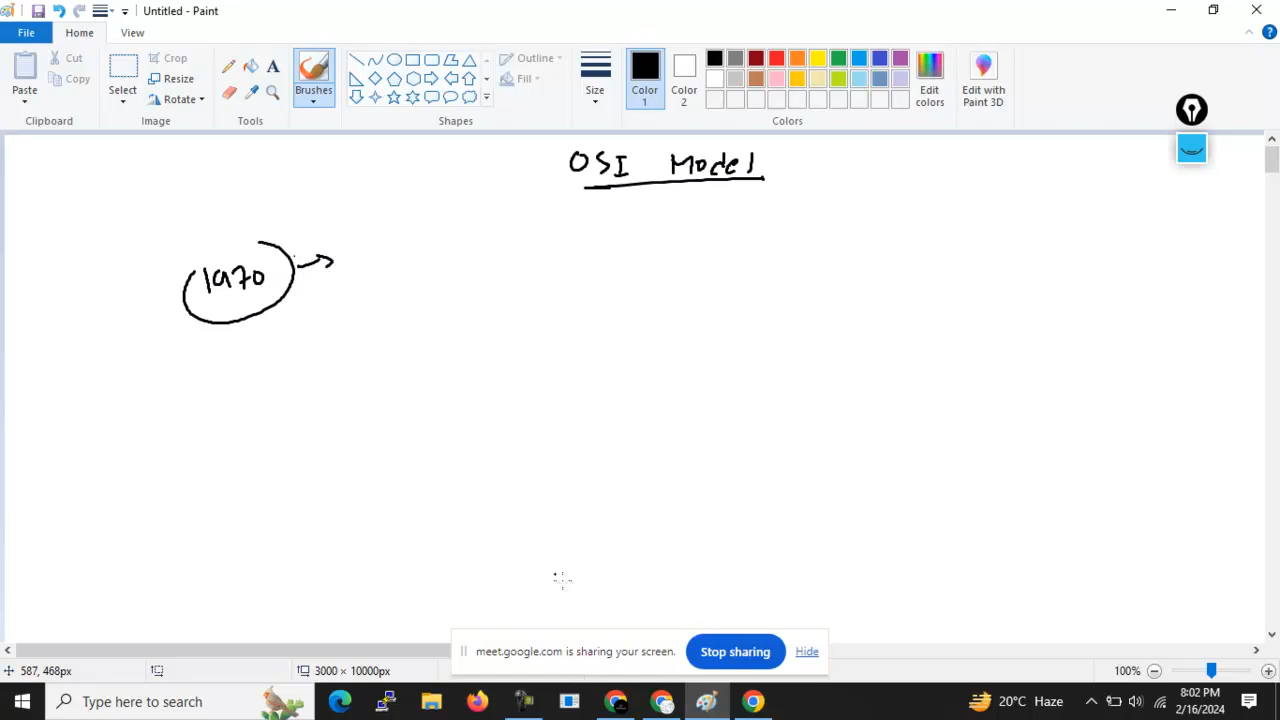 Untitled - Paint
File Home View
Paste
Cut
Copy
Clipboard
Select
Crop
Resize
Rotate
Image
Tools
Brushes
Shapes
Outline
Fill
Size
Color 1
Color 2
Edit colors
Edit with Paint 3D
Colors
OSI Model
1970
meet.google.com is sharing your screen. Stop sharing Hide
587, 468px 3000 × 10000px 100%
Type here to search 20°C Haze 8:02 PM
2/16/2024